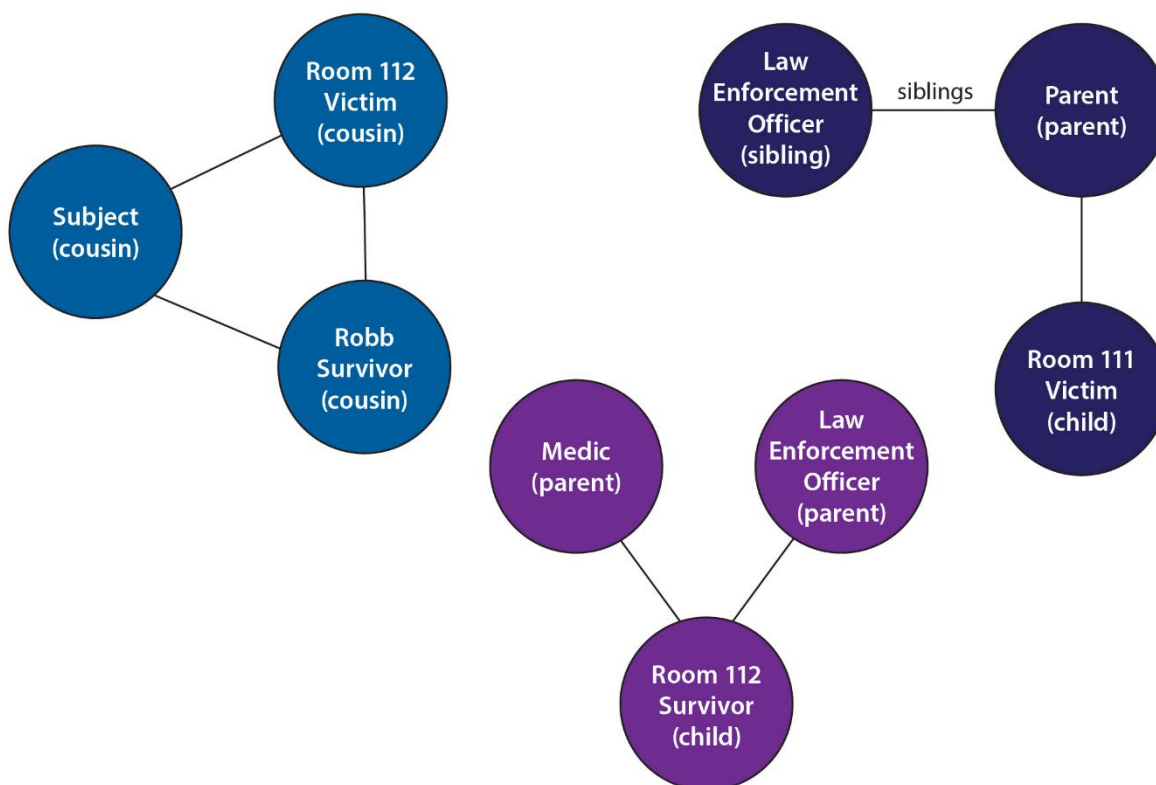 Room 112
Victim
(cousin)
Subject
(cousin)
Robb
Survivor
(cousin)
Law
Enforcement
Officer
(sibling)
siblings
Parent
(parent)
Room 111
Victim
(child)
Medic
(parent)
Law
Enforcement
Officer
(parent)
Room 112
Survivor
(child)